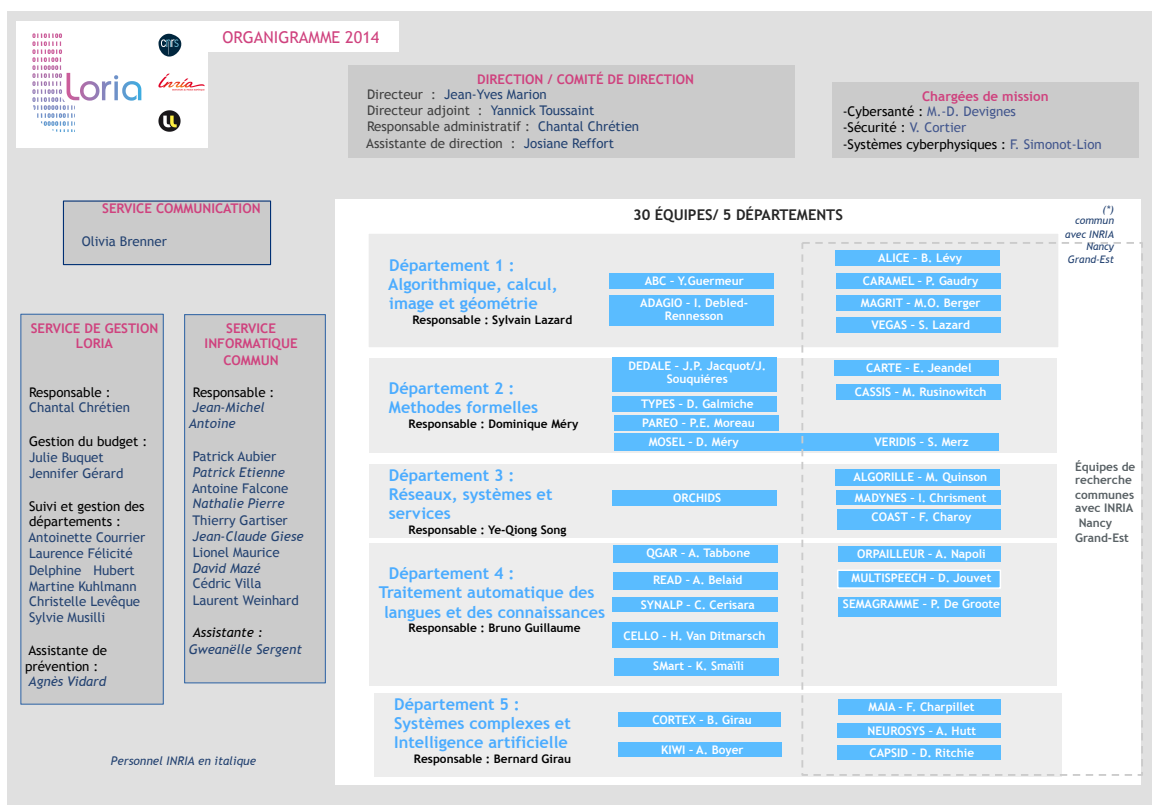 01101100
01101111
01110010
01101001
01100001
Loria
cnrs
Inria
ORGANIGRAMME 2014
DIRECTION / COMITÉ DE DIRECTION
Directeur : Jean-Yves Marion
Directeur adjoint : Yannick Toussaint
Responsable administratif : Chantal Chrétien
Assistante de direction : Josiane Reffort
Chargées de mission
-Cybersanté : M.-D. Devignes
-Sécurité : V. Cortier
-Systèmes cyberphysiques : F. Simonot-Lion
SERVICE COMMUNICATION
Olivia Brenner
SERVICE DE GESTION
LORIA
Responsable :
Chantal Chrétien
Gestion du budget :
Julie Buquet
Jennifer Gérard
Suivi et gestion des
départements :
Antoinette Courrier
Laurence Félicité
Delphine Hubert
Martine Kuhlmann
Christelle Levêque
Sylvie Musilli
Assistante de
prévention :
Agnès Vidard
SERVICE
INFORMATIQUE
COMMUN
Responsable :
Jean-Michel
Antoine
Patrick Aubier
Patrick Etienne
Antoine Falcone
Nathalie Pierre
Thierry Gartiser
Jean-Claude Giese
Lionel Maurice
David Mazé
Cédric Villa
Laurent Weinhard
Assistante :
Gweanëlle Sergent
Personnel INRIA en italique
30 ÉQUIPES/ 5 DÉPARTEMENTS
(*)
commun
avec INRIA
Nancy
Grand-Est
Département 1 :
Algorithmique, calcul,
image et géométrie
Responsable : Sylvain Lazard
ABC – Y.Guermeur
ADAGIO – I. Debled-
Rennesson
ALICE – B. Lévy
CARAMEL – P. Gaudry
MAGRIT – M.O. Berger
VEGAS – S. Lazard
Département 2 :
Methodes formelles
Responsable : Dominique Méry
DEDALE – J.P. Jacquot/J.
Souquiéres
TYPES – D. Galmiche
PAREO – P.E. Moreau
MOSEL – D. Méry
CARTE – E. Jeandel
CASSIS – M. Rusinowitch
VERIDIS – S. Merz
Département 3 :
Réseaux, systèmes et
services
Responsable : Ye-Qiong Song
ORCHIDS
ALGORILLE – M. Quinson
MADYNES – I. Chrisment
COAST – F. Charoy
Département 4 :
Traitement automatique des
langues et des connaissances
Responsable : Bruno Guillaume
QGAR – A. Tabbone
READ – A. Belaid
SYNALP – C. Cerisara
CELLO – H. Van Ditmarsch
SMart – K. Smaïli
ORPAILLEUR – A. Napoli
MULTISPEECH – D. Jouvet
SEMAGRAMME – P. De Groote
Département 5 :
Systèmes complexes et
Intelligence artificielle
Responsable : Bernard Girau
CORTEX – B. Girau
KIWI – A. Boyer
MAIA – F. Charpillet
NEUROSYS – A. Hutt
CAPSID – D. Ritchie
Équipes de
recherche
communes
avec INRIA
Nancy
Grand-Est